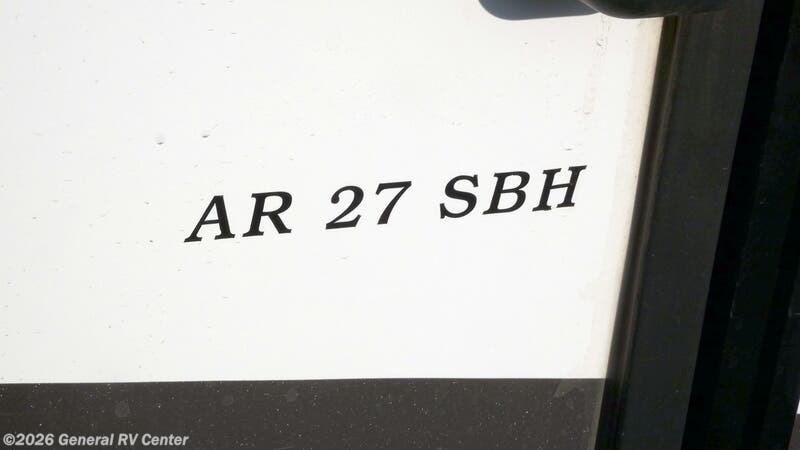 AR 27 SBH
©2026 General RV Center